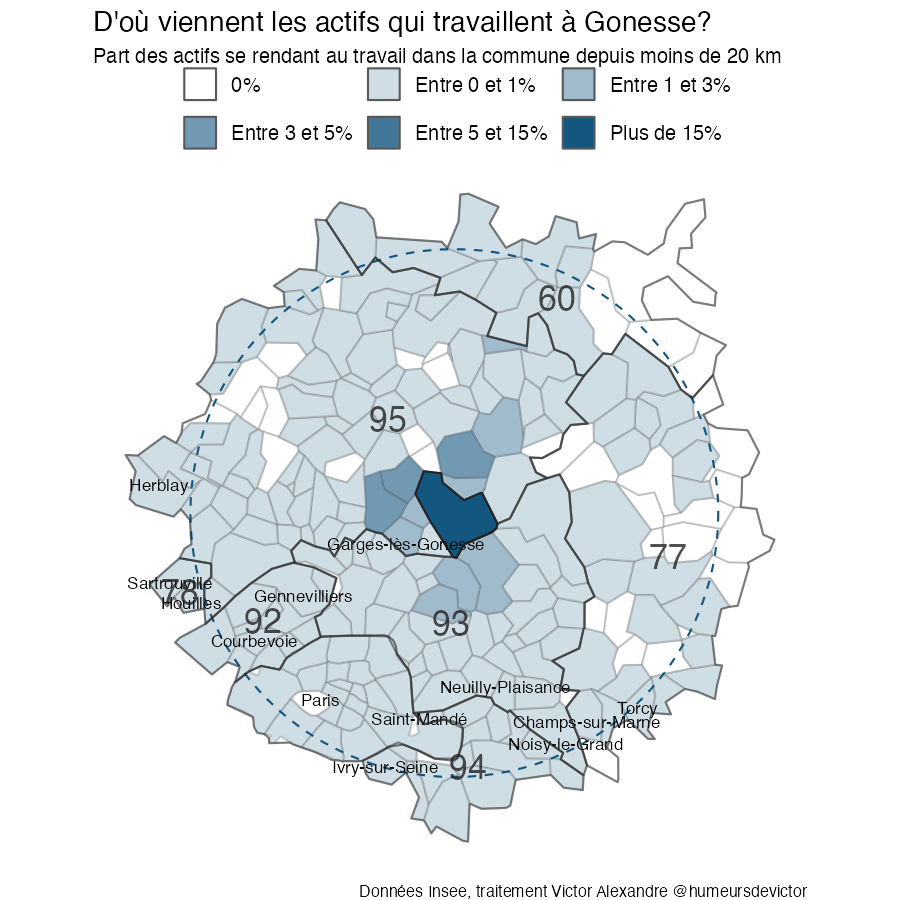 D'où viennent les actifs qui travaillent à Gonesse?
Part des actifs se rendant au travail dans la commune depuis moins de 20 km
0% Entre 0 et 1% Entre 1 et 3%
Entre 3 et 5% Entre 5 et 15% Plus de 15%
60
95
Herblay
Garges-lès-Gonesse
77
Sartrouville
78
Houilles
Gennevilliers
92
93
Courbevoie
Neuilly-Plaisance
Paris
Torcy
Saint-Mandé
Champs-sur-Marne
Noisy-le-Grand
Ivry-sur-Seine
94
Données Insee, traitement Victor Alexandre @humeursdevictor